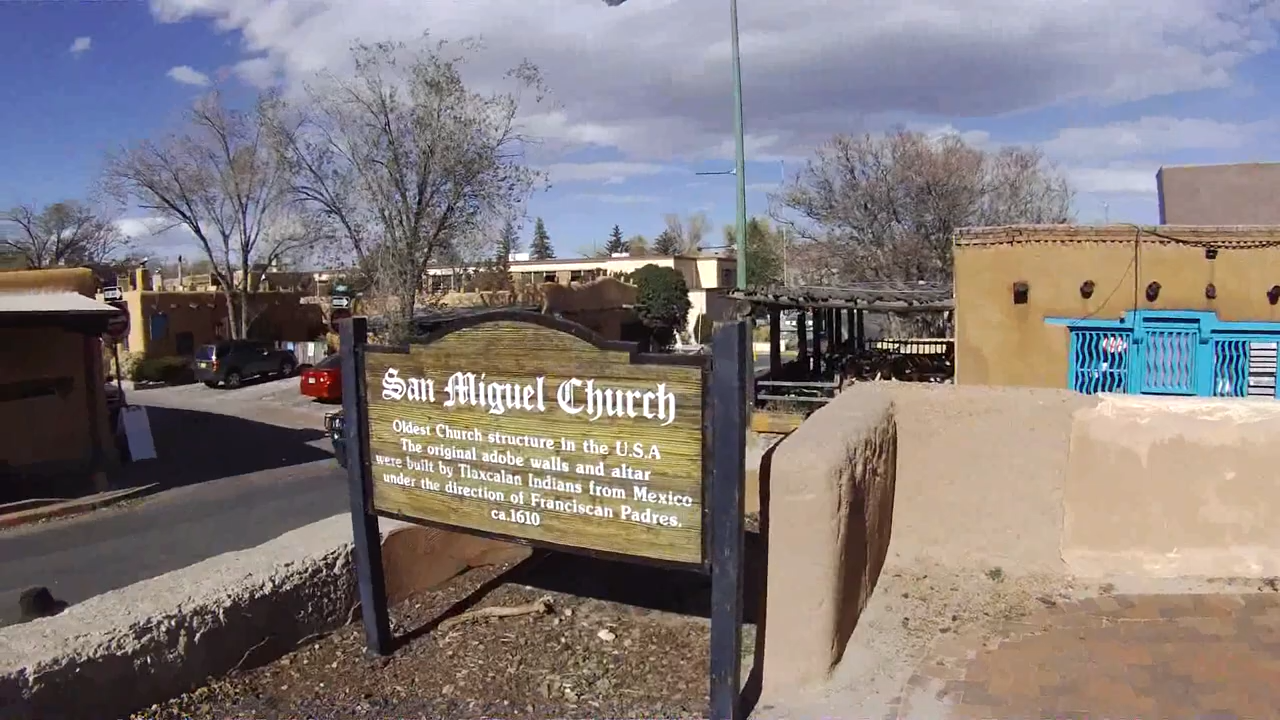 San Miguel Church
Oldest Church structure in the U.S.A
The original adobe walls and altar
were built by Tlaxcalan Indians from Mexico
under the direction of Franciscan Padres.
ca.1610